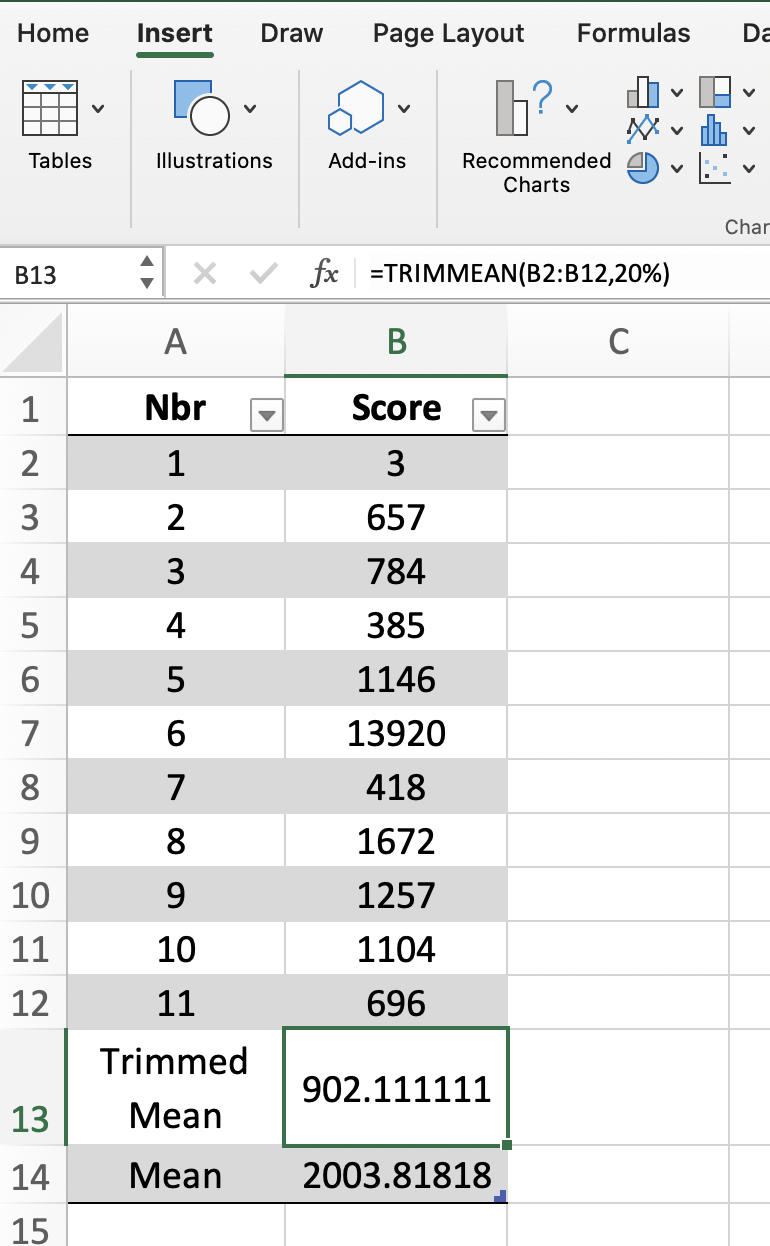 Home Insert Draw Page Layout Formulas Da
Tables Illustrations Add-ins Recommended
Charts
Char
B13 fx =TRIMMEAN(B2:B12,20%)
A B C
1 Nbr Score
2 1 3
3 2 657
4 3 784
5 4 385
6 5 1146
7 6 13920
8 7 418
9 8 1672
10 9 1257
11 10 1104
12 11 696
Trimmed
13 Mean 902.111111
14 Mean 2003.81818
15